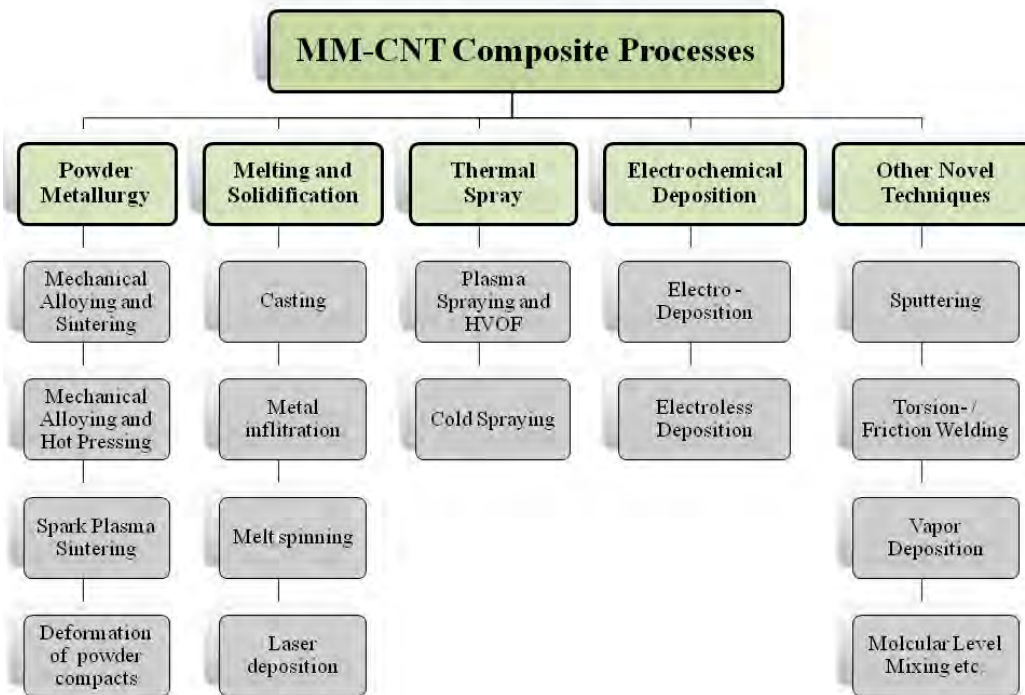 MM-CNT Composite Processes
Powder
Metallurgy
Mechanical
Alloying and
Sintering
Mechanical
Alloying and
Hot Pressing
Spark Plasma
Sintering
Deformation
of powder
compacts
Melting and
Solidification
Casting
Metal
inflitration
Melt spinning
Laser
deposition
Thermal
Spray
Plasma
Spraying and
HVOF
Cold Spraying
Electrochemical
Deposition
Electro -
Deposition
Electroless
Deposition
Other Novel
Techniques
Sputtering
Torsion- /
Friction Welding
Vapor
Deposition
Molcular Level
Mixing etc.